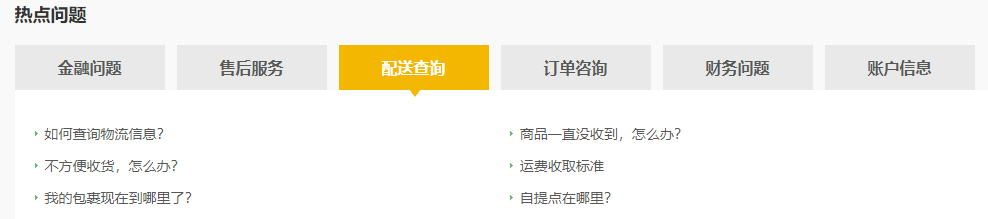 热点问题
金融问题 售后服务 配送查询 订单咨询 财务问题 账户信息
如何查询物流信息? 商品一直没收到，怎么办?
不方便收货，怎么办? 运费收取标准
我的包裹现在到哪里了? 自提点在哪里?